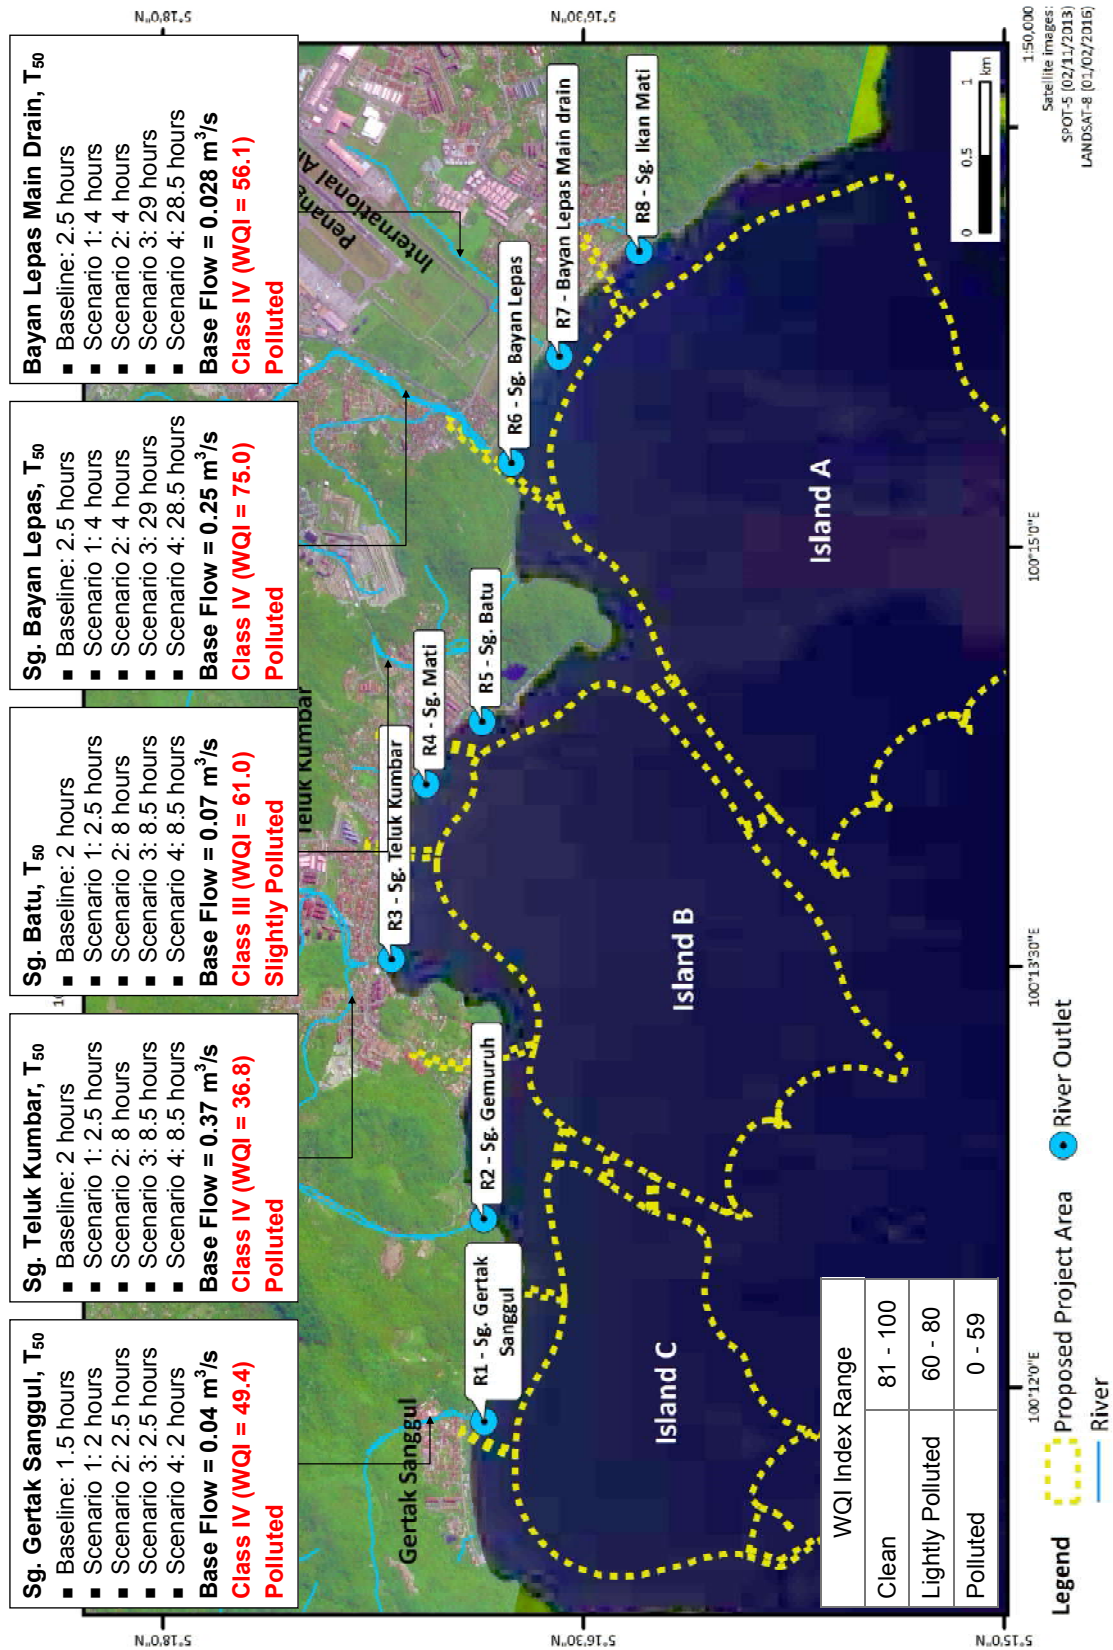 Sg. Gertak Sanggul, T50
▪ Baseline: 1.5 hours
▪ Scenario 1: 2 hours
▪ Scenario 2: 2.5 hours
▪ Scenario 3: 2.5 hours
▪ Scenario 4: 2 hours
Base Flow = 0.04 m3/s
Class IV (WQI = 49.4)
Polluted
Sg. Teluk Kumbar, T50
▪ Baseline: 2 hours
▪ Scenario 1: 2.5 hours
▪ Scenario 2: 8 hours
▪ Scenario 3: 8.5 hours
▪ Scenario 4: 8.5 hours
Base Flow = 0.37 m3/s
Class IV (WQI = 36.8)
Polluted
Sg. Batu, T50
▪ Baseline: 2 hours
▪ Scenario 1: 2.5 hours
▪ Scenario 2: 8 hours
▪ Scenario 3: 8.5 hours
▪ Scenario 4: 8.5 hours
Base Flow = 0.07 m3/s
Class III (WQI = 61.0)
Slightly Polluted
Sg. Bayan Lepas, T50
▪ Baseline: 2.5 hours
▪ Scenario 1: 4 hours
▪ Scenario 2: 4 hours
▪ Scenario 3: 29 hours
▪ Scenario 4: 28.5 hours
Base Flow = 0.25 m3/s
Class IV (WQI = 75.0)
Polluted
Bayan Lepas Main Drain, T50
▪ Baseline: 2.5 hours
▪ Scenario 1: 4 hours
▪ Scenario 2: 4 hours
▪ Scenario 3: 29 hours
▪ Scenario 4: 28.5 hours
Base Flow = 0.028 m3/s
Class IV (WQI = 56.1)
Polluted
5°18'0"N
5°18'0"N
Penang
International
Teluk Kumbar
Gertak Sanggul
R1 - Sg. Gertak
Sanggul
R2 - Sg. Gemuruh
R3 - Sg. Teluk Kumbar
R4 - Sg. Mati
R5 - Sg. Batu
R6 - Sg. Bayan Lepas
R7 - Bayan Lepas Main drain
R8 - Sg. Ikan Mati
5°16'30"N
5°16'30"N
Island C
Island B
Island A
WQI Index Range
Clean 81 - 100
Lightly Polluted 60 - 80
Polluted 0 - 59
0 0.5 1
km
5°15'0"N
100°12'0"E
100°13'30"E
100°15'0"E
1:50,000
Legend
Proposed Project Area
River Outlet
River
Satellite images:
SPOT-5 (02/11/2013)
LANDSAT-8 (01/02/2016)